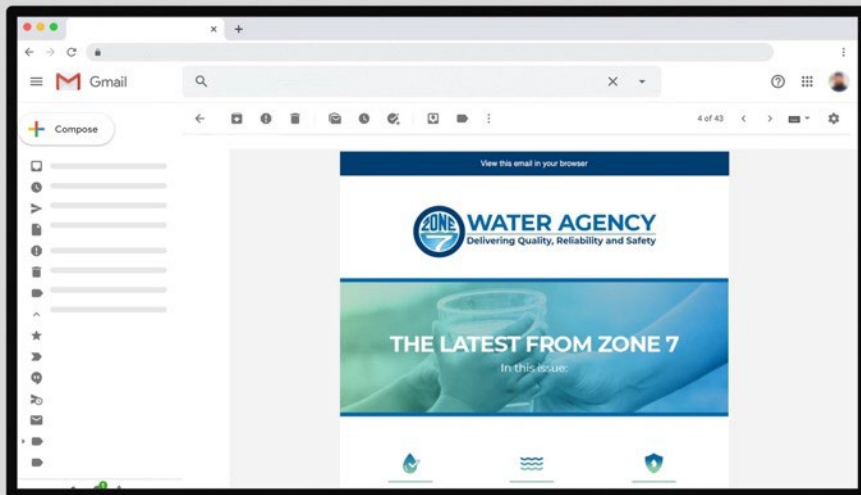 Gmail
Compose
4 of 43
View this email in your browser
ZONE 7
WATER AGENCY
Delivering Quality, Reliability and Safety
THE LATEST FROM ZONE 7
In this issue: